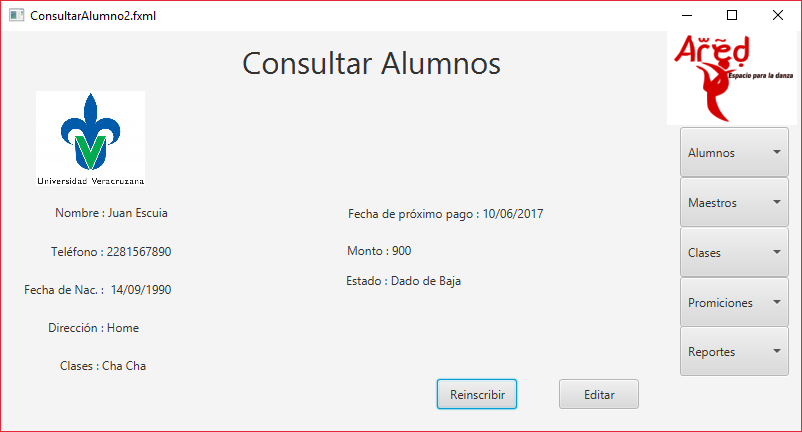 ConsultarAlumno2.fxml
Consultar Alumnos
Ared
Espacio para la danza
Universidad Veracruzana
Alumnos
Maestros
Clases
Promiciones
Reportes
Nombre : Juan Escuia
Teléfono : 2281567890
Fecha de Nac. : 14/09/1990
Dirección : Home
Clases : Cha Cha
Fecha de próximo pago : 10/06/2017
Monto : 900
Estado : Dado de Baja
Reinscribir
Editar